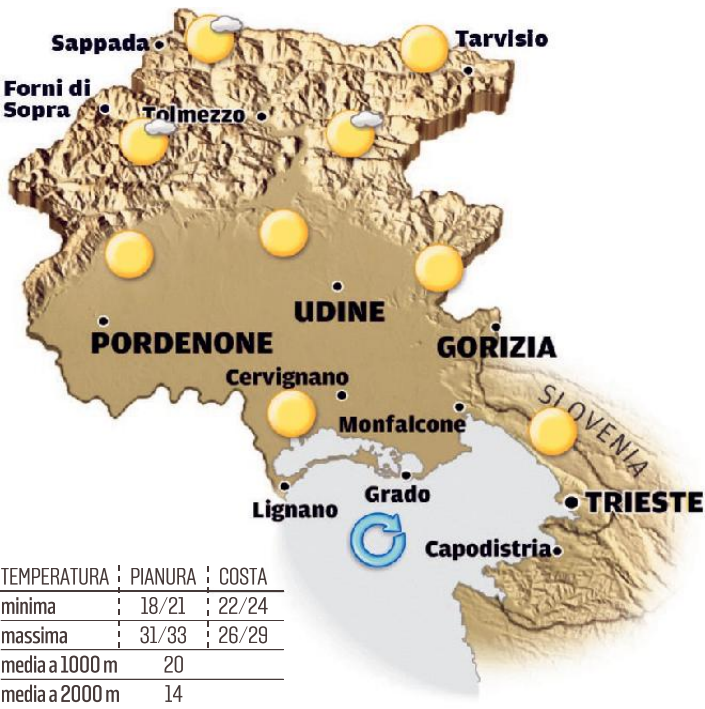 Sappada
Tarvisio
Forni di
Sopra
Tolmezzo
UDINE
PORDENONE
GORIZIA
Cervignano
SLOVENIA
Monfalcone
Grado
Lignano
TRIESTE
Capodistria
TEMPERATURA PIANURA COSTA
minima 18/21 22/24
massima 31/33 26/29
media a 1000 m 20
media a 2000 m 14